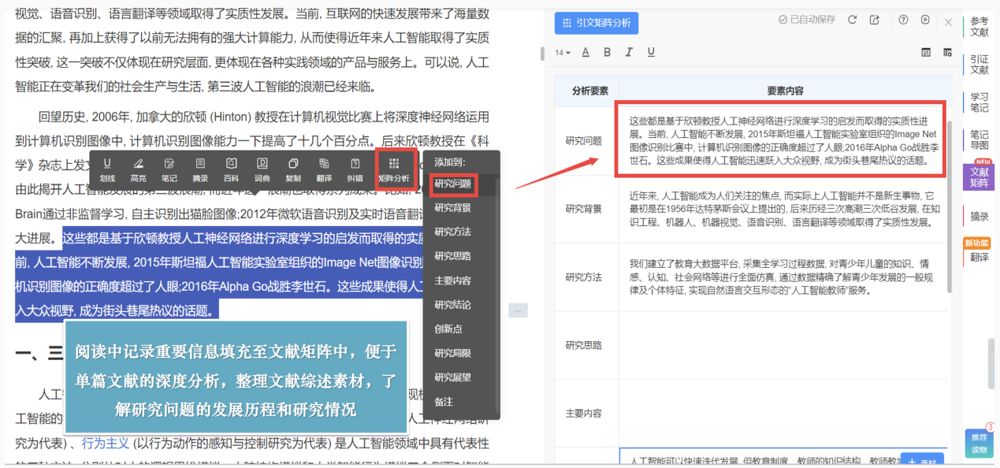 视觉、语音识别、语言翻译等领域取得了实质性发展。当前, 互联网的快速发展带来了海量数
据的汇聚, 再加上获得了以前无法拥有的强大计算能力, 从而使得近年来人工智能取得了实质
性突破, 这一突破不仅体现在研究层面, 更体现在各种实践领域的产品与服务上。可以说, 人工
智能正在变革我们的社会生产与生活, 第三波人工智能的浪潮已经来临。
回望历史, 2006年, 加拿大的欣顿 (Hinton) 教授在计算机视觉比赛上将深度神经网络运用
到计算机识别图像中, 计算机识别图像能力一下提高了十几个百分点。后来欣顿教授在《科
学》杂志上发文
由此揭开人工智
Brain通过非监督学习, 自主识别出猫脸图像;2012年微软语音识别及实时语音翻
大进展。这些都是基于欣顿教授人工神经网络进行深度学习的启发而取得的实
前, 人工智能不断发展, 2015年斯坦福人工智能实验室组织的Image Net图像识别
机识别图像的正确度超过了人眼;2016年Alpha Go战胜李世石。这些成果使得人
入大众视野, 成为街头巷尾热议的话题。
划线
高亮
笔记
摘录
百科
词典
复制
翻译
纠错
矩阵分析
添加到:
研究问题
研究背景
研究方法
研究思路
主要内容
研究结论
创新点
研究局限
研究展望
备注
一、三
阅读中记录重要信息填充至文献矩阵中，便于
单篇文献的深度分析，整理文献综述素材，了
解研究问题的发展历程和研究情况
人工
工智能的
究为代表) 、行为主义 (以行为动作的感知与控制研究为代表) 是人工智能领域中具有代表性
引文矩阵分析
已自动保存
14
A
B
I
U
分析要素
要素内容
研究问题
这些都是基于欣顿教授人工神经网络进行深度学习的启发而取得的实质性进
展。当前, 人工智能不断发展, 2015年斯坦福人工智能实验室组织的Image Net
图像识别比赛中, 计算机识别图像的正确度超过了人眼;2016年Alpha Go战胜李
世石。这些成果使得人工智能迅速跃入大众视野, 成为街头巷尾热议的话题。
研究背景
近年来, 人工智能成为人们关注的焦点, 而实际上人工智能并不是新生事物, 它
最初是在1956年达特茅斯会议上提出的, 后来历经三次高潮三次低谷发展, 在知
识工程、机器人、机器视觉、语音识别、语言翻译等领域取得了实质性发展。
研究方法
我们建立了教育大数据平台, 采集全学习过程数据, 对青少年儿童的知识、情
感、认知、社会网络等进行全面仿真, 通过数据精确了解青少年发展的一般规
律及个体特征, 实现自然语言交互形态的“人工智能教师”服务。
研究思路
主要内容
人工智能可以快速迭代发展, 但教育制度、教师的知识结构、教师教
+ 素材
参考
文献
引证
文献
学习
笔记
笔记
导图
NEW
文献
矩阵
摘录
新功能
翻译
3
推荐
读物